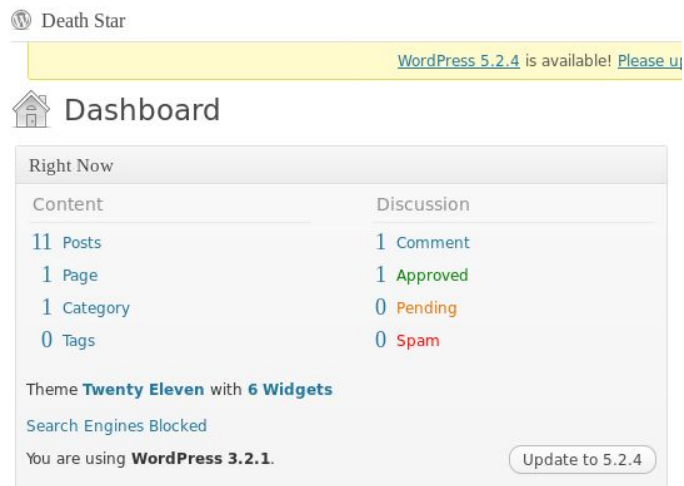 Death Star
WordPress 5.2.4 is available! Please
Dashboard
Right Now
Content
Discussion
11 Posts
1 Comment
1 Page
1 Approved
1 Category
0 Pending
0 Tags
0 Spam
Theme Twenty Eleven with 6 Widgets
Search Engines Blocked
You are using WordPress 3.2.1.
Update to 5.2.4